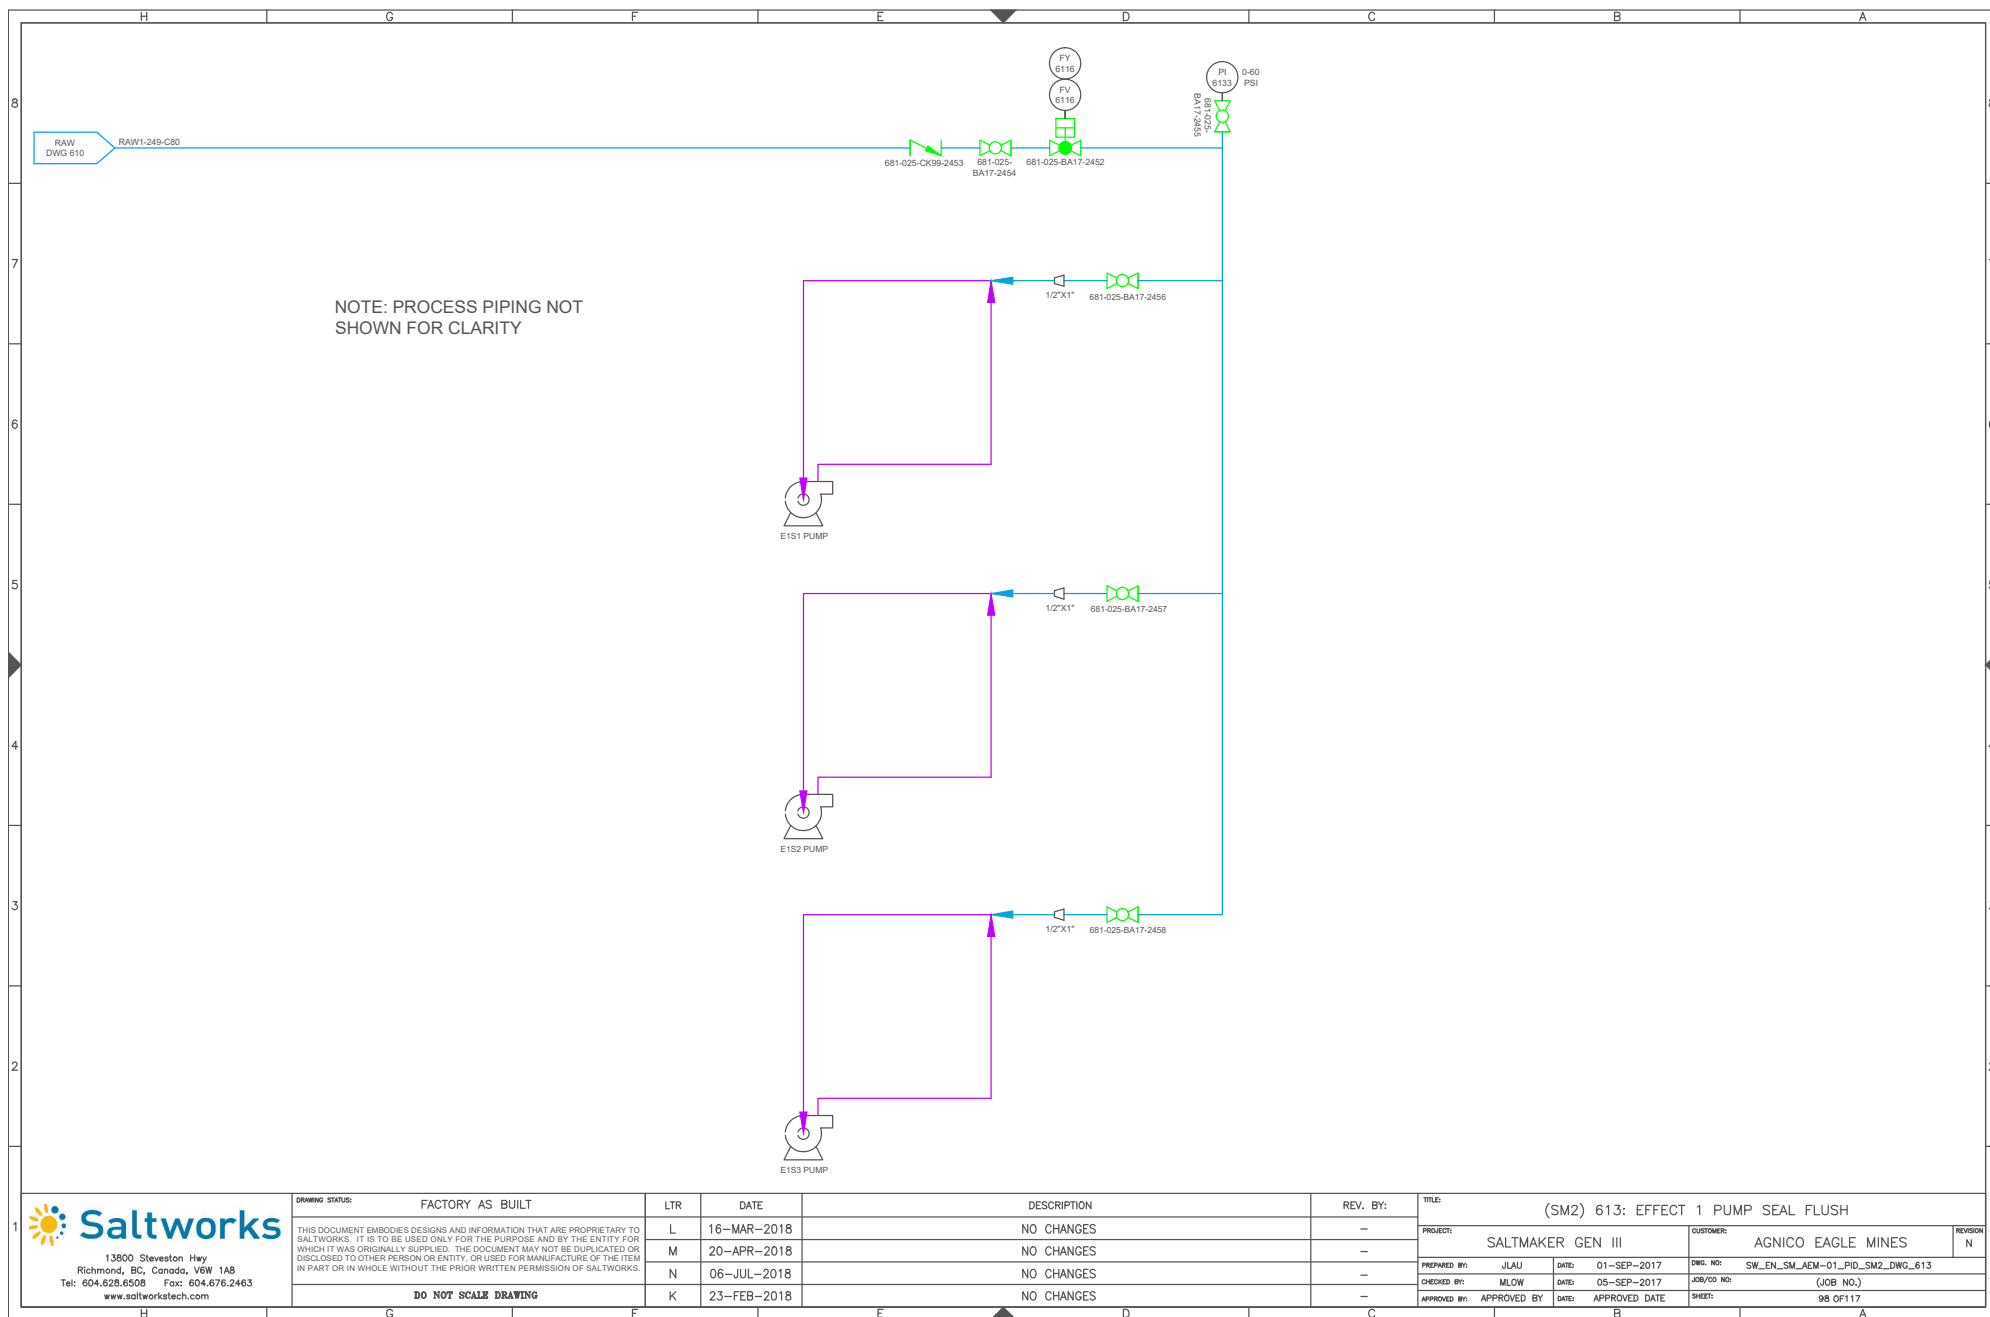 H G F E D C B A
8
7
6
5
4
3
2
1
FY
6116
FV
6116
PI
6133
0-60
PSI
681-025-
BA17-2455
RAW
DWG 610
RAW1-249-C80
681-025-CK99-2453
681-025-
BA17-2454
681-025-BA17-2452
NOTE: PROCESS PIPING NOT
SHOWN FOR CLARITY
1/2"X1"
681-025-BA17-2456
E1S1 PUMP
1/2"X1"
681-025-BA17-2457
E1S2 PUMP
1/2"X1"
681-025-BA17-2458
E1S3 PUMP
Saltworks
13800 Steveston Hwy
Richmond, BC, Canada, V6W 1A8
Tel: 604.628.6508 Fax: 604.676.2463
www.saltworkstech.com
DRAWING STATUS: FACTORY AS BUILT
THIS DOCUMENT EMBODIES DESIGNS AND INFORMATION THAT ARE PROPRIETARY TO
SALTWORKS. IT IS TO BE USED ONLY FOR THE PURPOSE AND BY THE ENTITY FOR
WHICH IT WAS ORIGINALLY SUPPLIED. THE DOCUMENT MAY NOT BE DUPLICATED OR
DISCLOSED TO OTHER PERSON OR ENTITY, OR USED FOR MANUFACTURE OF THE ITEM
IN PART OR IN WHOLE WITHOUT THE PRIOR WRITTEN PERMISSION OF SALTWORKS.
DO NOT SCALE DRAWING
LTR DATE DESCRIPTION REV. BY:
L 16-MAR-2018 NO CHANGES -
M 20-APR-2018 NO CHANGES -
N 06-JUL-2018 NO CHANGES -
K 23-FEB-2018 NO CHANGES -
TITLE: (SM2) 613: EFFECT 1 PUMP SEAL FLUSH
PROJECT: SALTMAKER GEN III
CUSTOMER: AGNICO EAGLE MINES
REVISION N
PREPARED BY: JLAU DATE: 01-SEP-2017
DWG. NO: SW_EN_SM_AEM-01_PID_SM2_DWG_613
CHECKED BY: MLOW DATE: 05-SEP-2017
JOB/CO NO: (JOB NO.)
APPROVED BY: APPROVED BY DATE: APPROVED DATE
SHEET: 98 OF117
H G F E D C B A